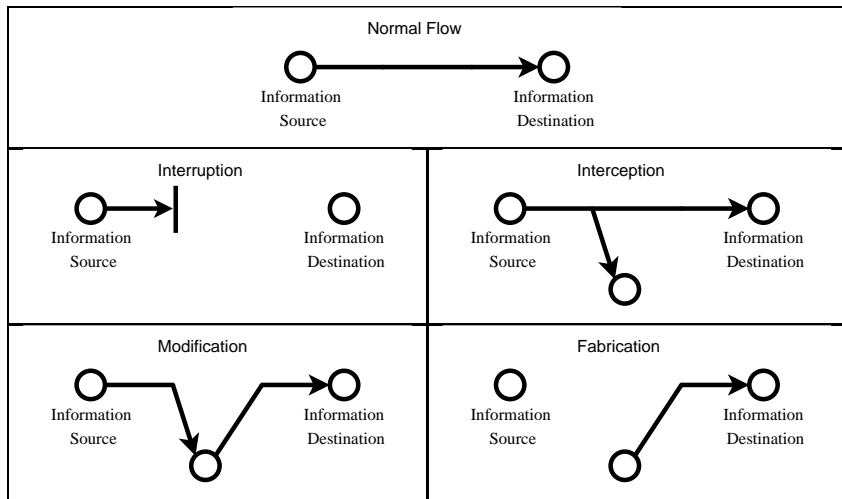 Normal Flow
Information Information
Source Destination
Interruption
Information Information
Source Destination
Interception
Information Information
Source Destination
Modification
Information Information
Source Destination
Fabrication
Information Information
Source Destination